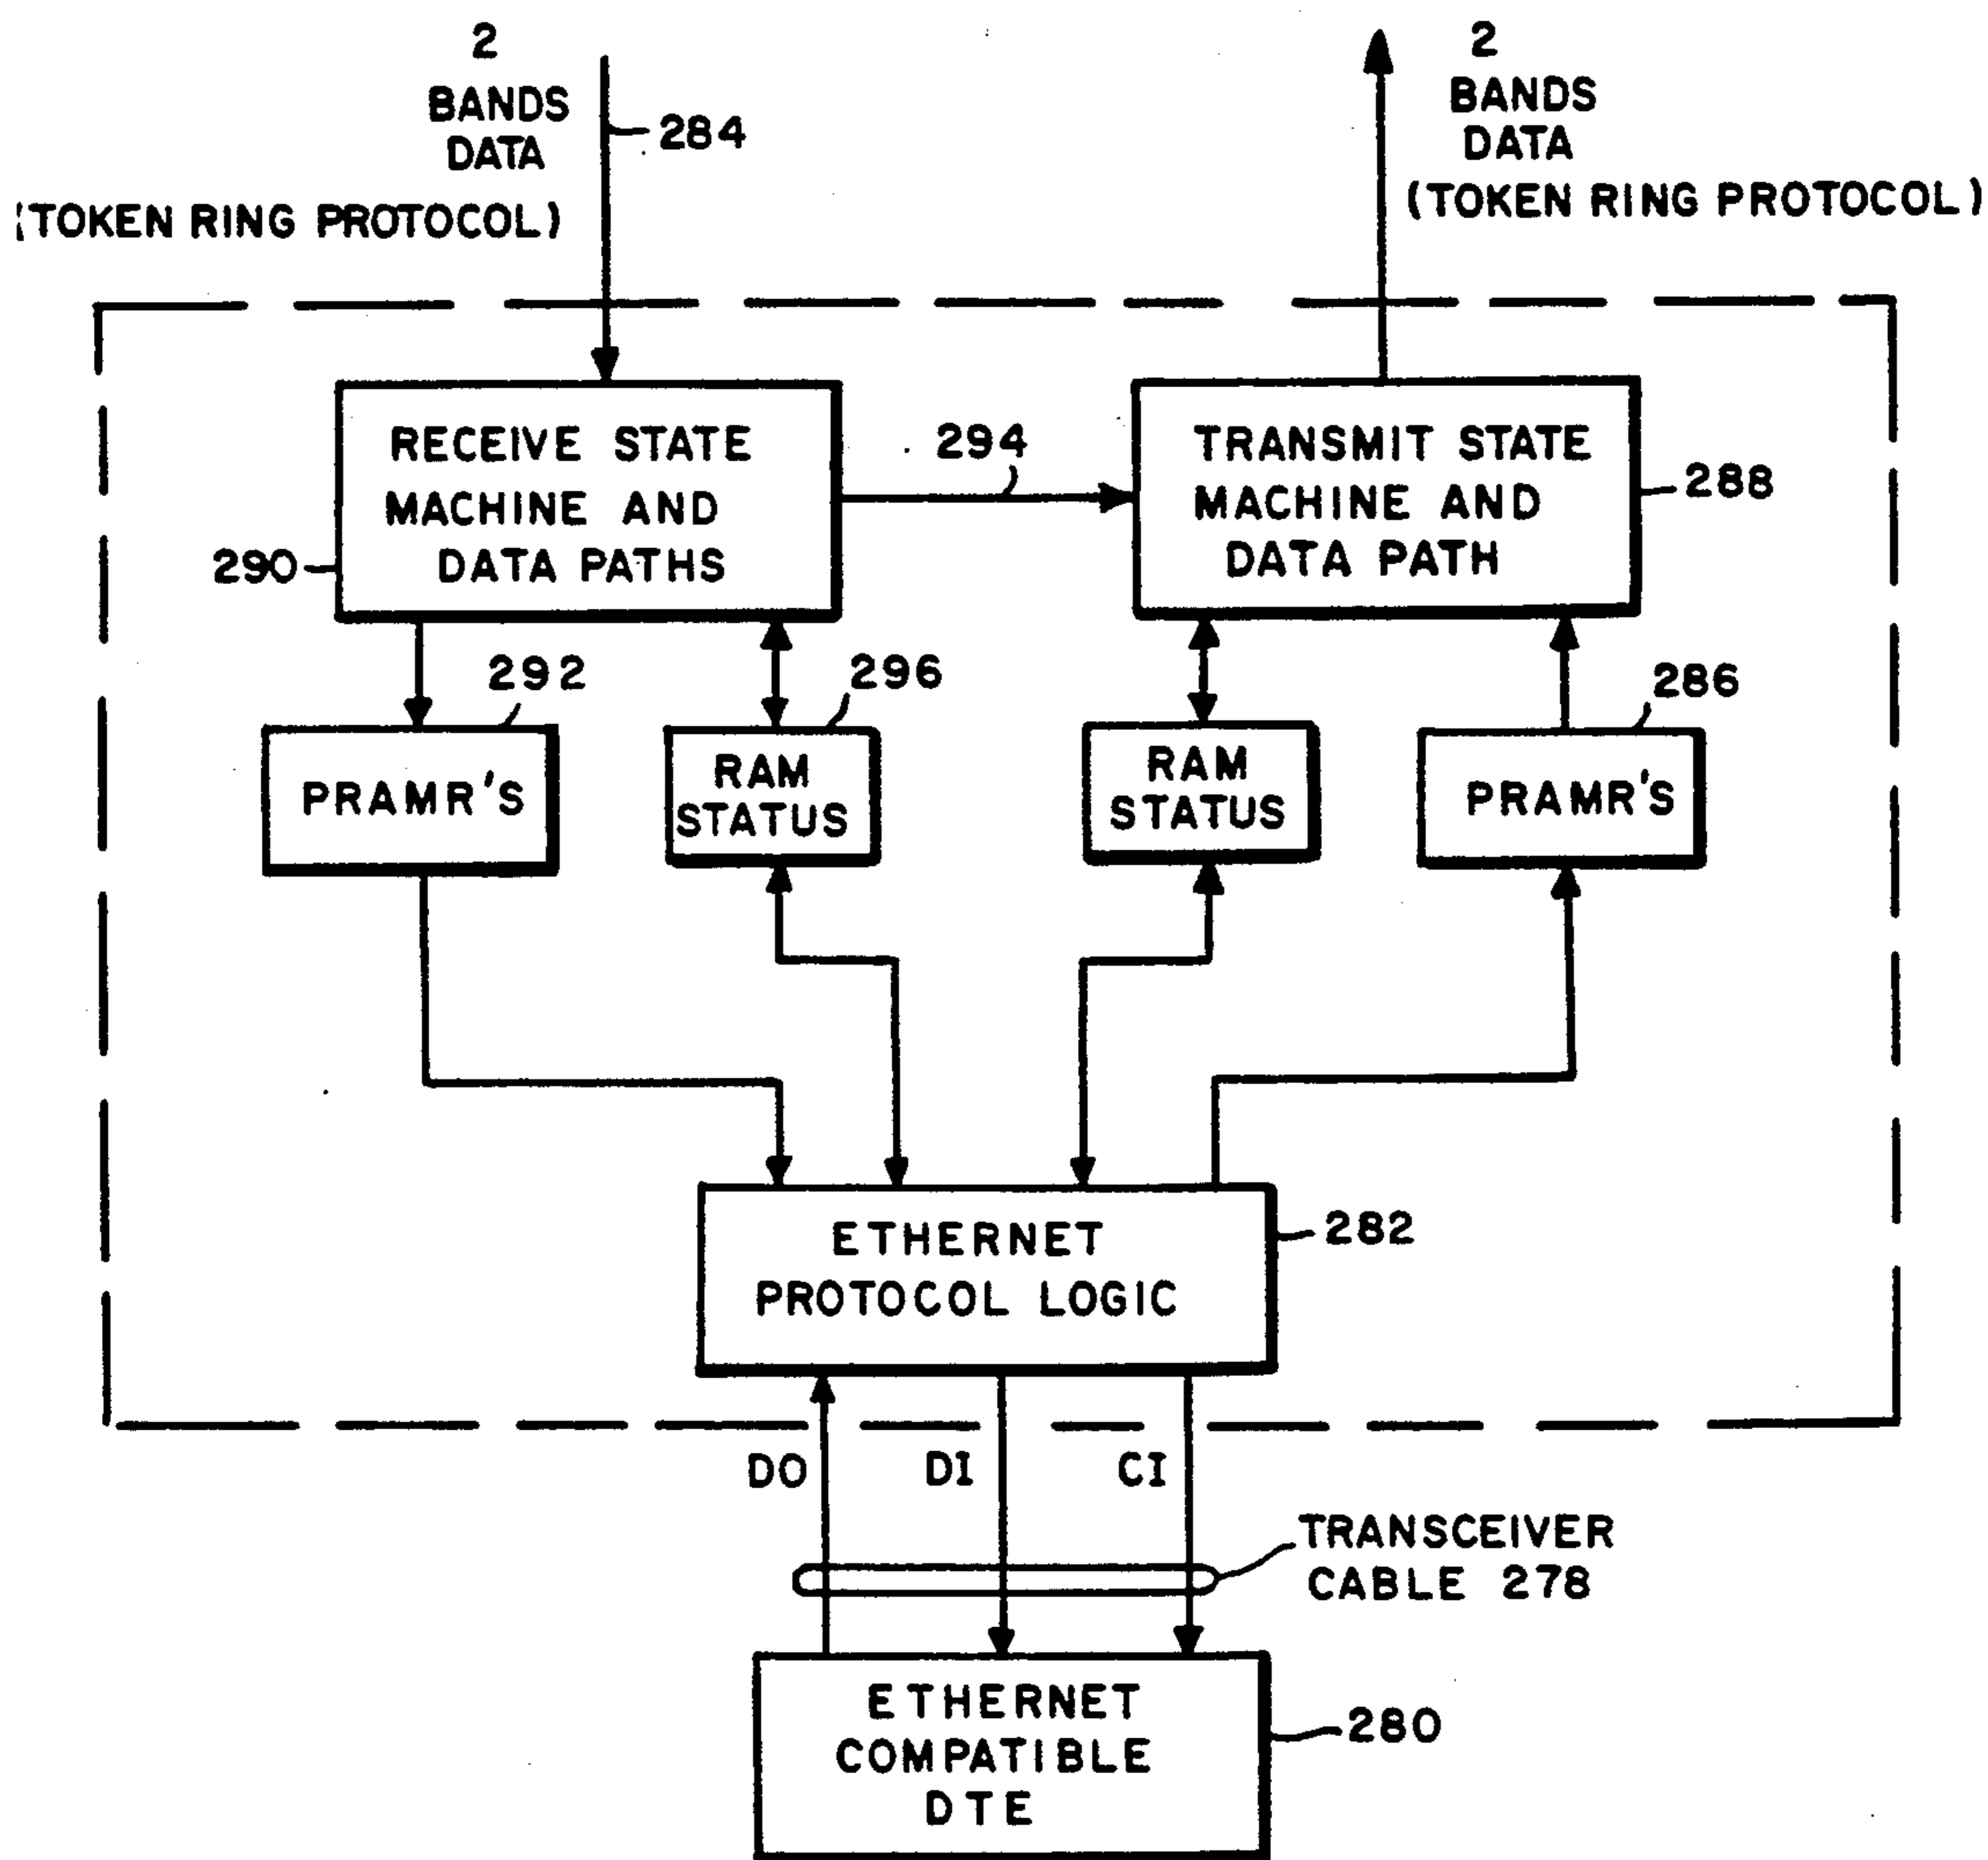 2
BANDS
DATA
(TOKEN RING PROTOCOL)
284
2
BANDS
DATA
(TOKEN RING PROTOCOL)
RECEIVE STATE
MACHINE AND
DATA PATHS
290
294
TRANSMIT STATE
MACHINE AND
DATA PATH
288
292
296
286
PRAMR'S
RAM
STATUS
RAM
STATUS
PRAMR'S
ETHERNET
PROTOCOL LOGIC
282
DO
DI
CI
TRANSCEIVER
CABLE 278
ETHERNET
COMPATIBLE
DTE
280